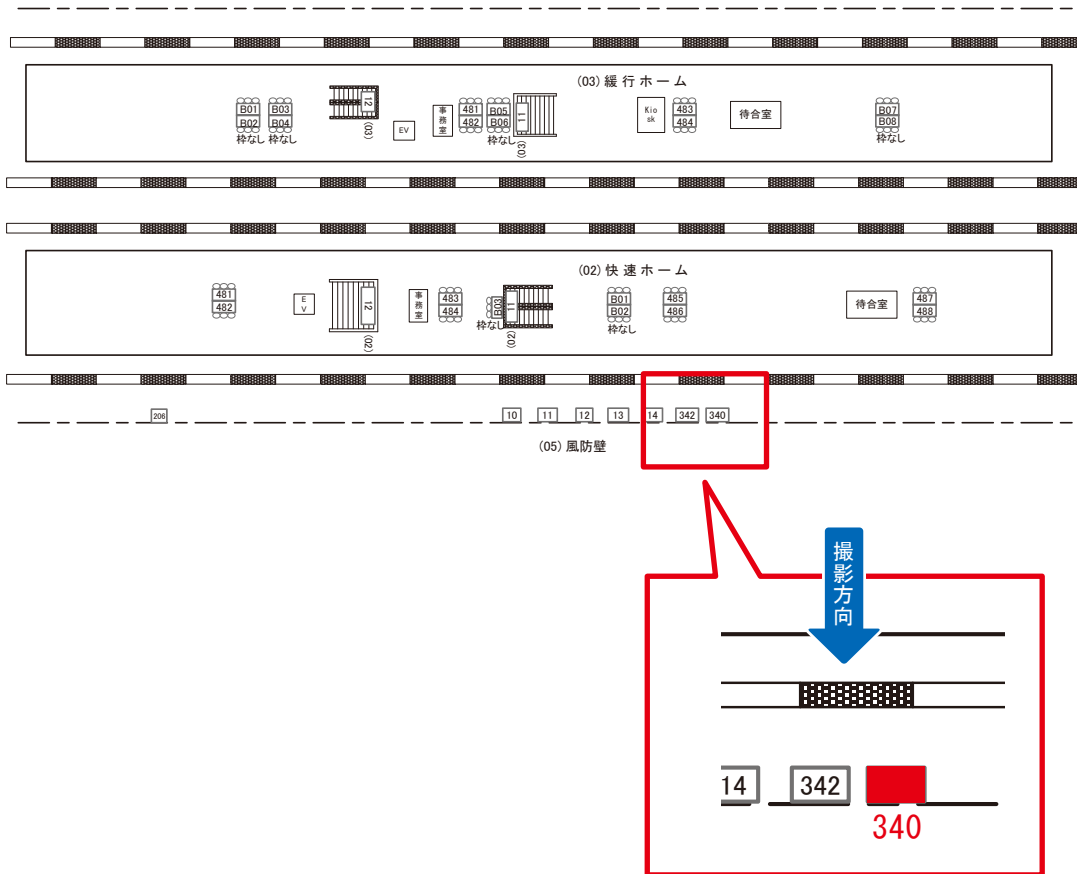 (03) 緩行ホーム
B01 B03 12 481 B05 11 Kio 483 待合室 B07
B02 B04 EV 事務室 482 B06 sk 484 B08
枠なし 枠なし (03) 枠なし (03) 枠なし
(02) 快速ホーム
481 E 12 事務室 483 B03 11 B01 485 待合室 487
482 V 484 B02 486 488
(02) 枠なし (02) 枠なし
206 10 11 12 13 14 342 340
(05) 風防壁
撮影方向
14 342
340